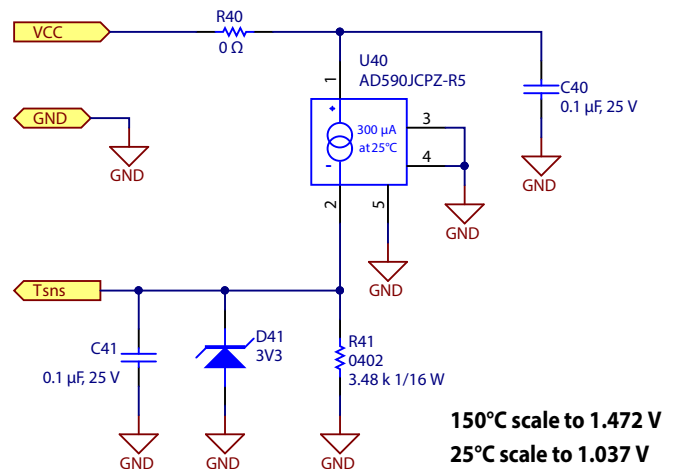 R40
VCC
0 Ω
U40
AD590JCPZ-R5
1
C40
0.1 µF, 25 V
GND
+
300 µA
at 25°C
-
3
4
GND
GND
2
5
GND
GND
Tsns
C41
0.1 µF, 25 V
D41
3V3
R41
0402
3.48 k 1/16 W
GND
GND
GND
150°C scale to 1.472 V
25°C scale to 1.037 V